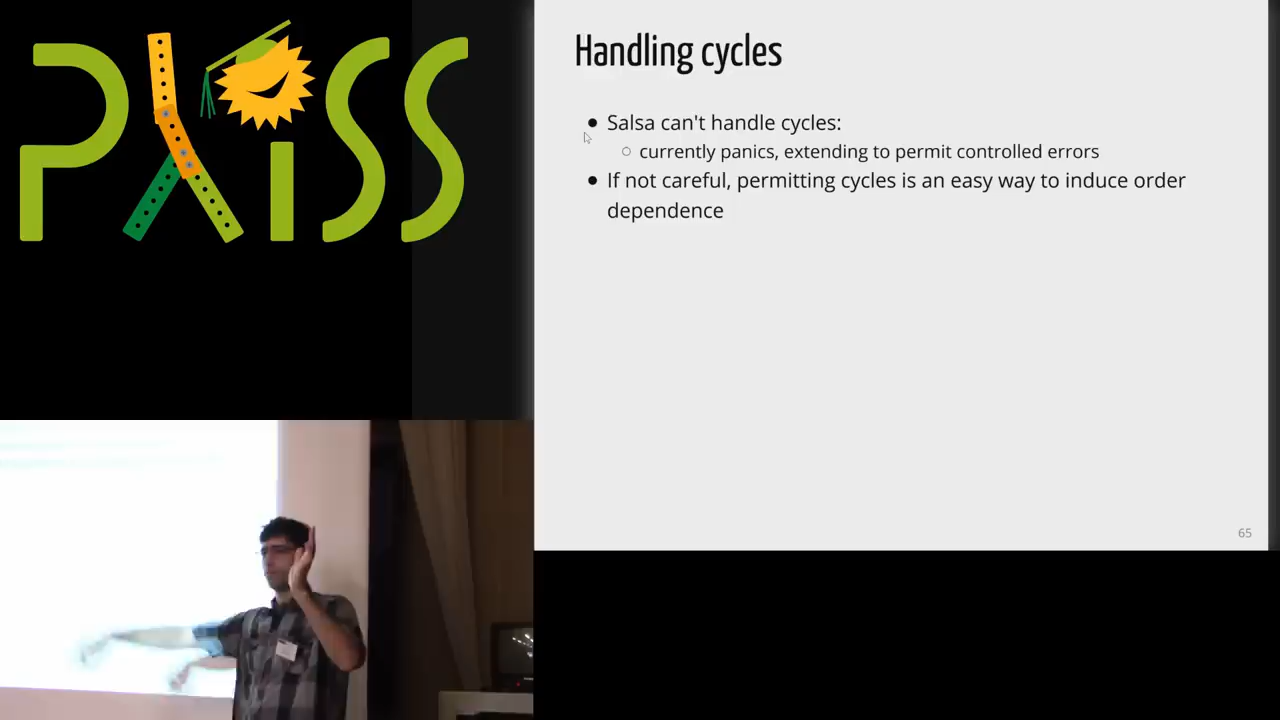 PLISS
Handling cycles
● Salsa can't handle cycles:
○ currently panics, extending to permit controlled errors
● If not careful, permitting cycles is an easy way to induce order
dependence
65